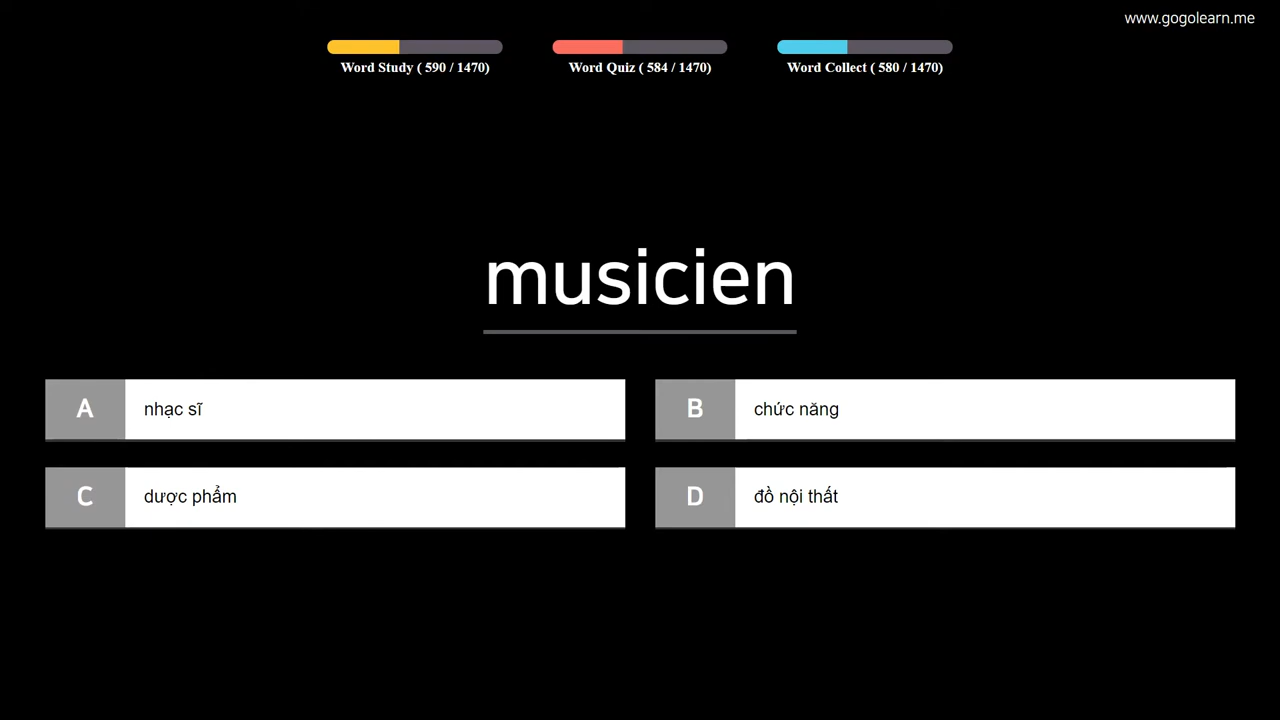 www.gogolearn.me
Word Study ( 590 / 1470)
Word Quiz ( 584 / 1470)
Word Collect ( 580 / 1470)
musicien
A nhạc sĩ
B chức năng
C dược phẩm
D đồ nội thất